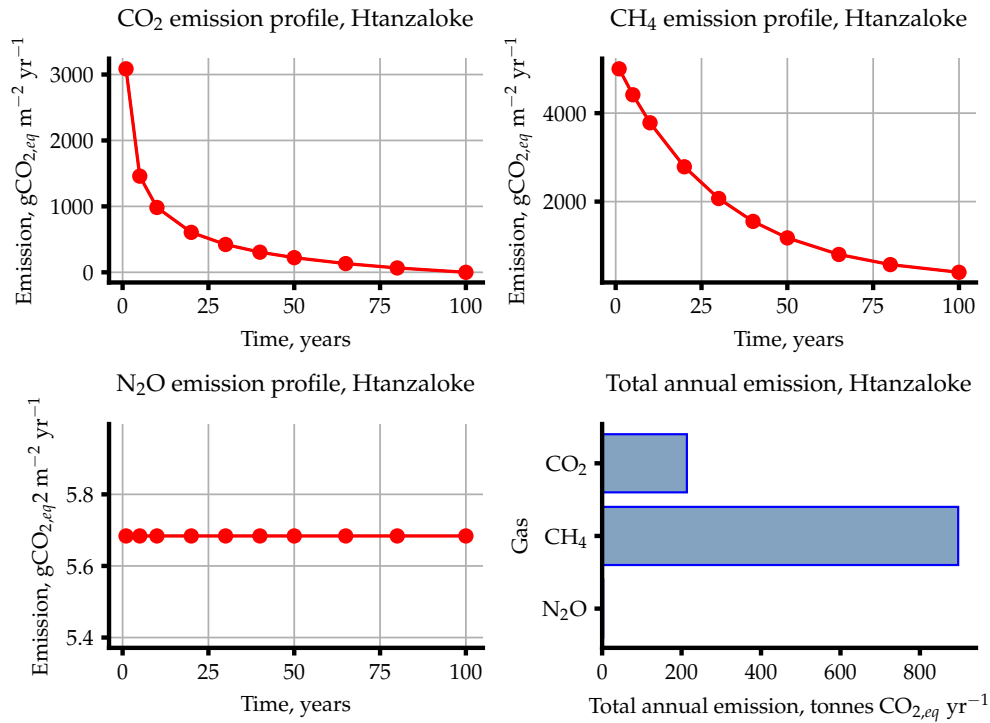 CO₂ emission profile, Htanzaloke
Emission, gCO₂,eq m⁻² yr⁻¹
3000
2000
1000
0
0 25 50 75 100
Time, years
CH₄ emission profile, Htanzaloke
Emission, gCO₂,eq m⁻² yr⁻¹
4000
2000
0 25 50 75 100
Time, years
N₂O emission profile, Htanzaloke
Emission, gCO₂,eq2 m⁻² yr⁻¹
5.8
5.6
5.4
0 25 50 75 100
Time, years
Total annual emission, Htanzaloke
Gas
CO₂
CH₄
N₂O
0 200 400 600 800
Total annual emission, tonnes CO₂,eq yr⁻¹